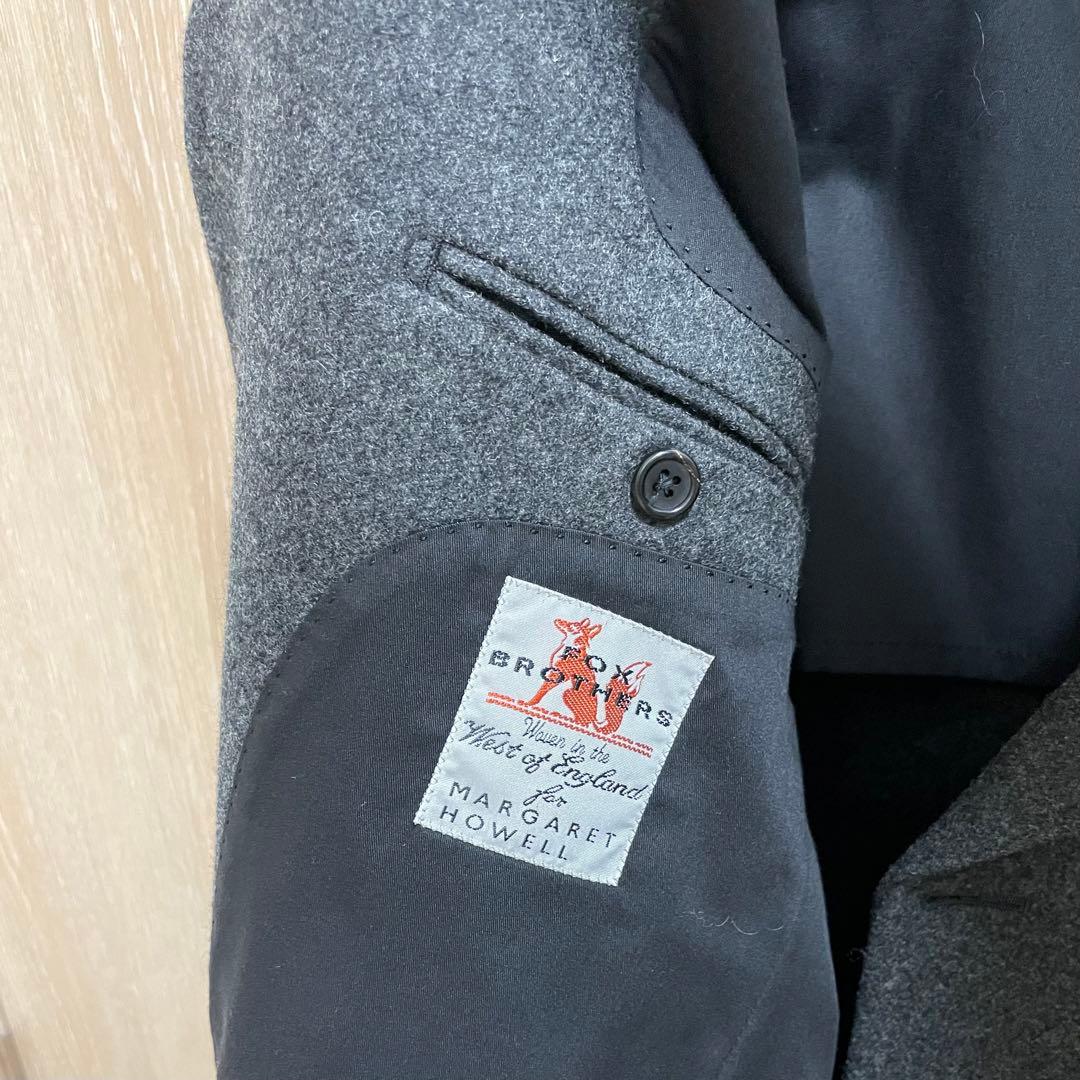 FOX
BROTHERS
Woven in the
West of England
for
MARGARET
HOWELL